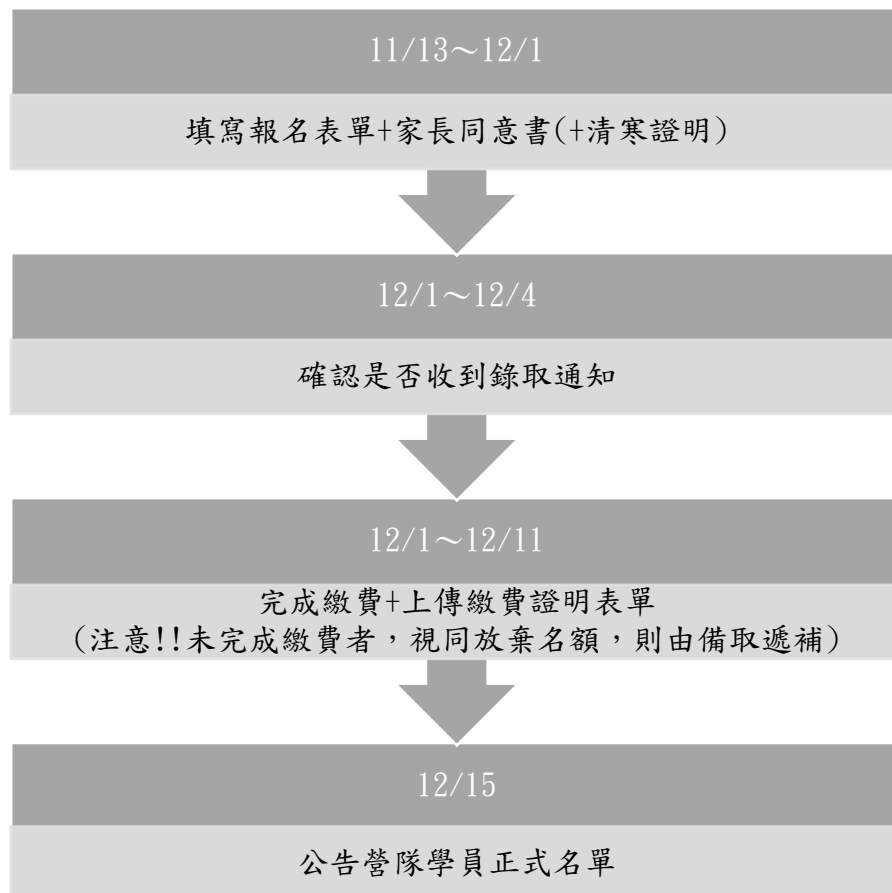 11/13～12/1
填寫報名表單+家長同意書(+清寒證明)
12/1～12/4
確認是否收到錄取通知
12/1～12/11
完成繳費+上傳繳費證明表單
(注意!!未完成繳費者，視同放棄名額，則由備取遞補)
12/15
公告營隊學員正式名單